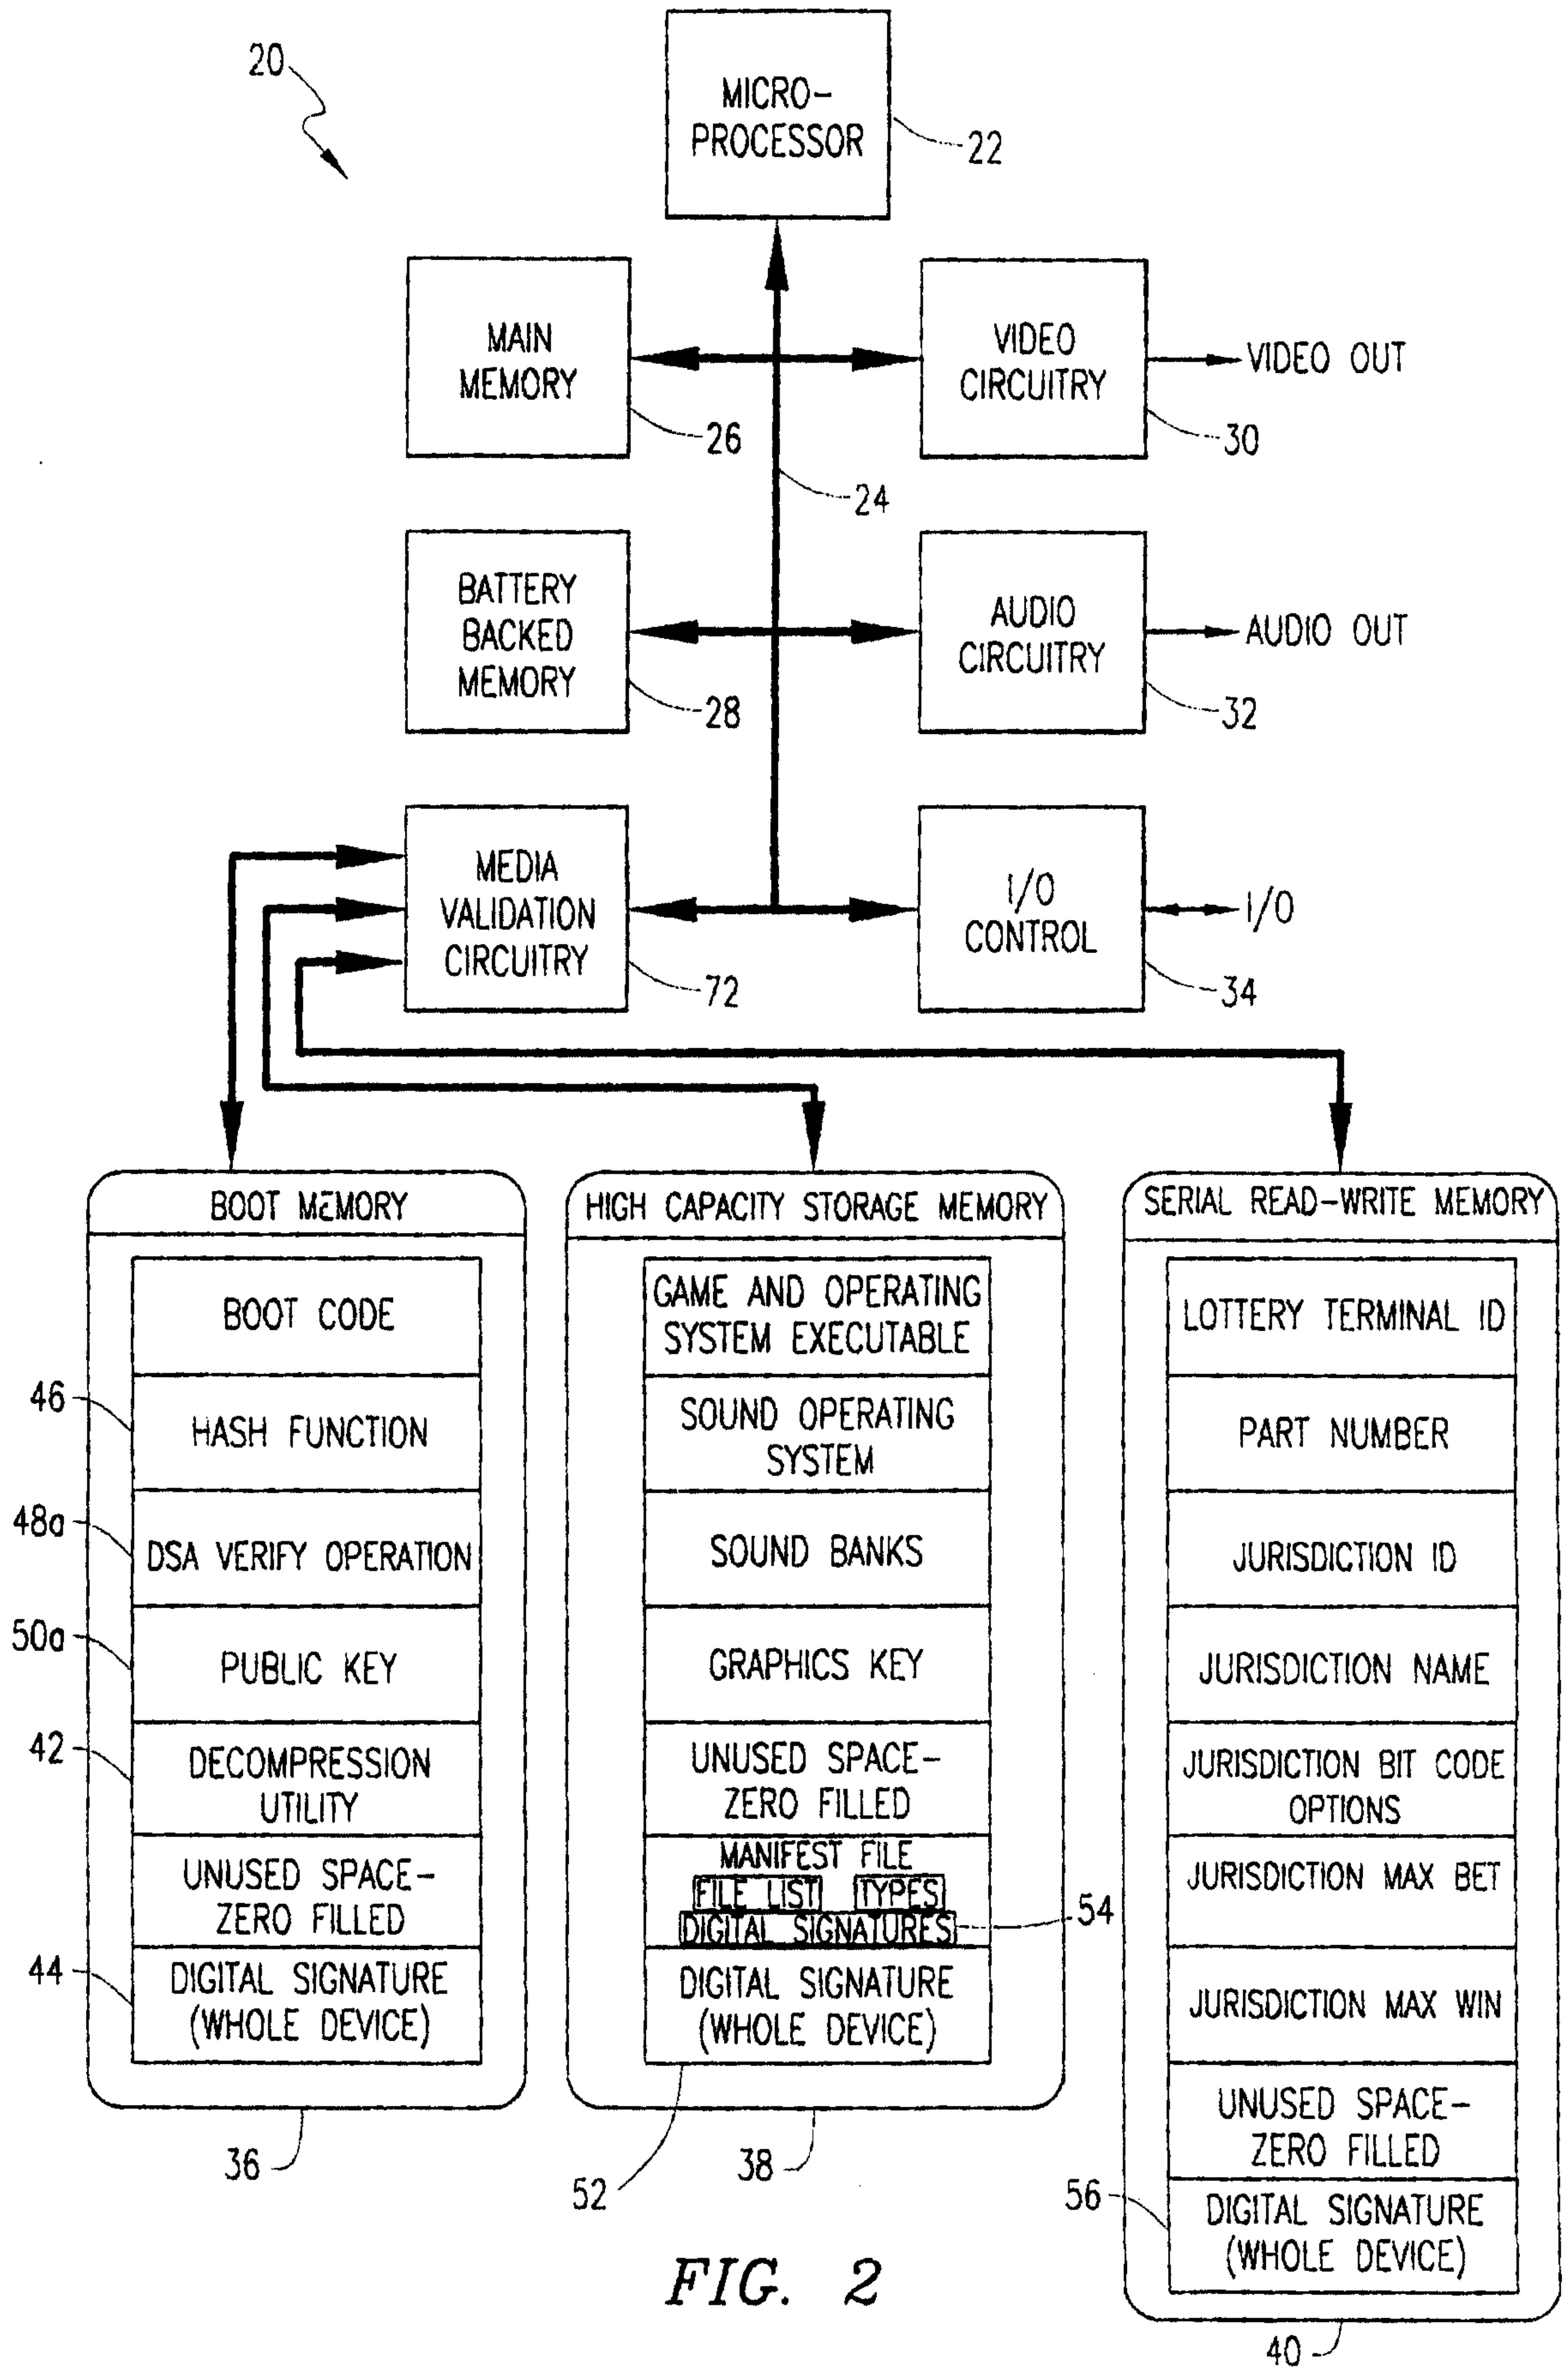 20
MICRO-
PROCESSOR
22
MAIN
MEMORY
26
VIDEO
CIRCUITRY
VIDEO OUT
30
24
BATTERY
BACKED
MEMORY
28
AUDIO
CIRCUITRY
AUDIO OUT
32
MEDIA
VALIDATION
CIRCUITRY
72
I/O
CONTROL
I/O
34
BOOT MEMORY
BOOT CODE
46
HASH FUNCTION
48a
DSA VERIFY OPERATION
50a
PUBLIC KEY
42
DECOMPRESSION
UTILITY
UNUSED SPACE-
ZERO FILLED
44
DIGITAL SIGNATURE
(WHOLE DEVICE)
36
HIGH CAPACITY STORAGE MEMORY
GAME AND OPERATING
SYSTEM EXECUTABLE
SOUND OPERATING
SYSTEM
SOUND BANKS
GRAPHICS KEY
UNUSED SPACE-
ZERO FILLED
MANIFEST FILE
FILE LIST TYPES
DIGITAL SIGNATURES
54
DIGITAL SIGNATURE
(WHOLE DEVICE)
52
38
SERIAL READ-WRITE MEMORY
LOTTERY TERMINAL ID
PART NUMBER
JURISDICTION ID
JURISDICTION NAME
JURISDICTION BIT CODE
OPTIONS
JURISDICTION MAX BET
JURISDICTION MAX WIN
UNUSED SPACE-
ZERO FILLED
56
DIGITAL SIGNATURE
(WHOLE DEVICE)
40
FIG. 2